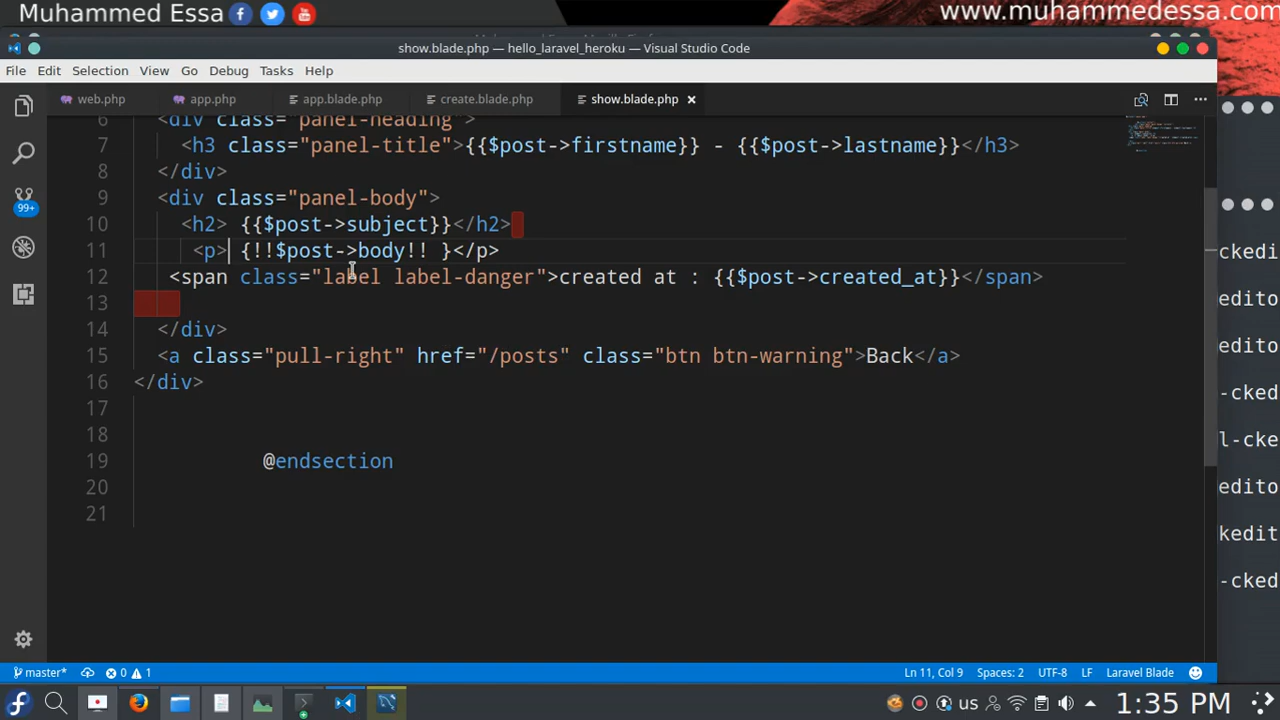 Muhammed Essa
www.muhammedessa.com
show.blade.php — hello_laravel_heroku — Visual Studio Code
File Edit Selection View Go Debug Tasks Help
web.php app.php app.blade.php create.blade.php show.blade.php
6 <div class="panel-heading">
7 <h3 class="panel-title">{{$post->firstname}} - {{$post->lastname}}</h3>
8 </div>
9 <div class="panel-body">
10 <h2> {{$post->subject}}</h2>
11 <p> {!!$post->body!! }</p>
12 <span class="label label-danger">created at : {{$post->created_at}}</span>
13
14 </div>
15 <a class="pull-right" href="/posts" class="btn btn-warning">Back</a>
16 </div>
17
18
19 @endsection
20
21
99+
ckedi
edito
edito
-cked
l-cke
edito
ckedi
-cked
master* 0 1 Ln 11, Col 9 Spaces: 2 UTF-8 LF Laravel Blade
us 1:35 PM